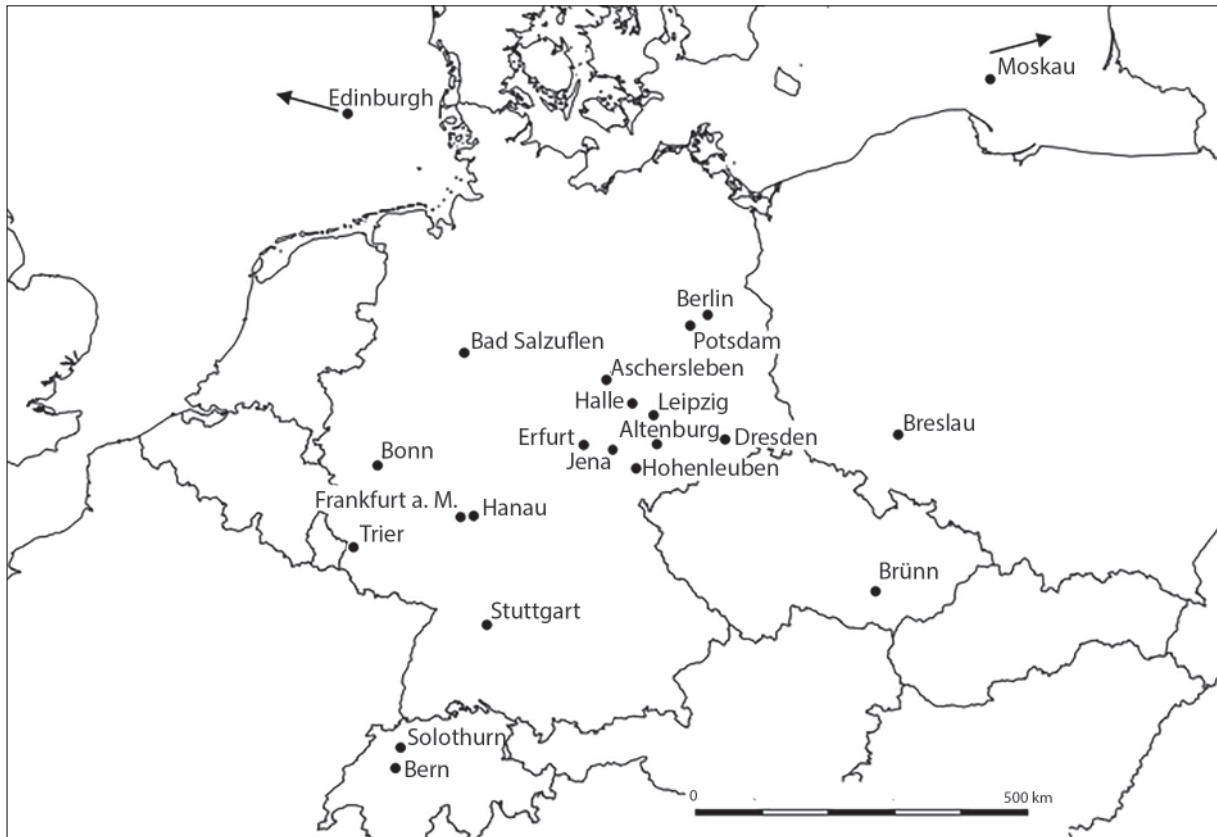 Moskau
Edinburgh
Berlin
Potsdam
Bad Salzuflen
Aschersleben
Halle
Leipzig
Erfurt
Altenburg
Dresden
Breslau
Jena
Bonn
Hohenleuben
Frankfurt a. M.
Hanau
Trier
Brünn
Stuttgart
Solothurn
Bern
0
500 km